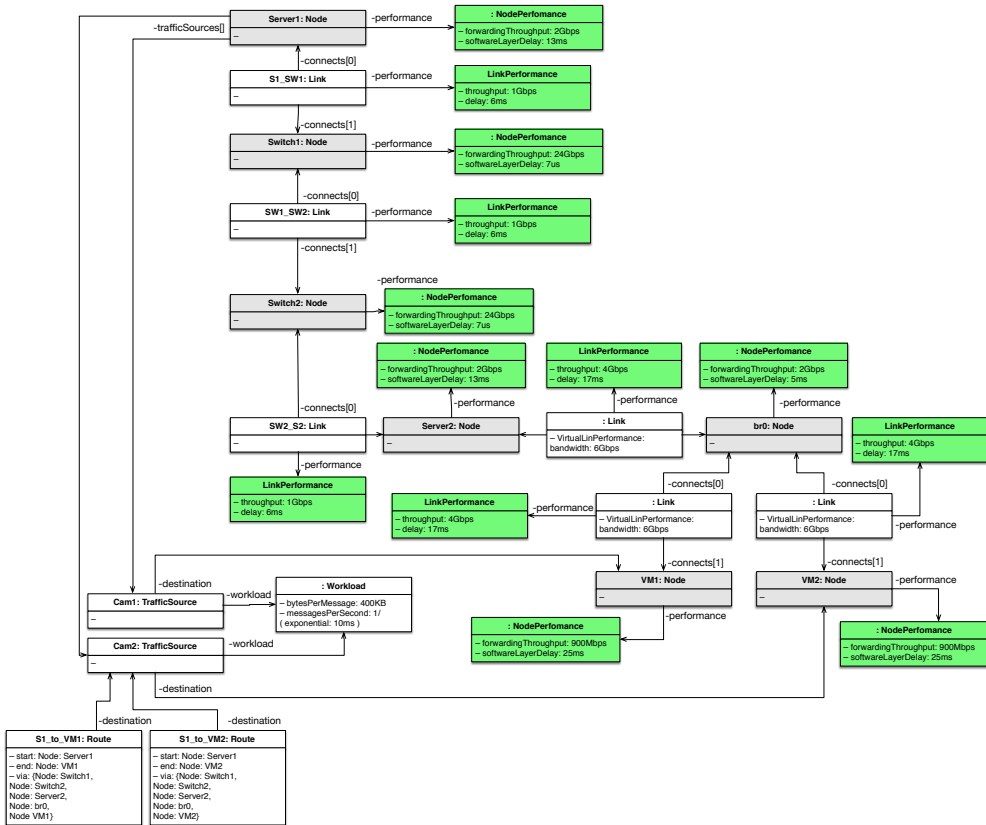 -trafficSources[]
Server1: Node
–
-performance
: NodePerfomance
– forwardingThroughput: 2Gbps
– softwareLayerDelay: 13ms
-connects[0]
S1_SW1: Link
–
-performance
LinkPerformance
– throughput: 1Gbps
– delay: 6ms
-connects[1]
Switch1: Node
–
-performance
: NodePerfomance
– forwardingThroughput: 24Gbps
– softwareLayerDelay: 7us
-connects[0]
SW1_SW2: Link
–
-performance
LinkPerformance
– throughput: 1Gbps
– delay: 6ms
-connects[1]
-performance
Switch2: Node
–
: NodePerfomance
– forwardingThroughput: 24Gbps
– softwareLayerDelay: 7us
: NodePerfomance
– forwardingThroughput: 2Gbps
– softwareLayerDelay: 13ms
LinkPerformance
– throughput: 4Gbps
– delay: 17ms
: NodePerfomance
– forwardingThroughput: 2Gbps
– softwareLayerDelay: 5ms
-connects[0]
-performance
-performance
-performance
SW2_S2: Link
–
Server2: Node
–
: Link
– VirtualLinPerformance:
bandwidth: 6Gbps
br0: Node
–
LinkPerformance
– throughput: 4Gbps
– delay: 17ms
-performance
LinkPerformance
– throughput: 1Gbps
– delay: 6ms
-connects[0]
-connects[0]
LinkPerformance
– throughput: 4Gbps
– delay: 17ms
-performance
: Link
– VirtualLinPerformance:
bandwidth: 6Gbps
: Link
– VirtualLinPerformance:
bandwidth: 6Gbps
-performance
-connects[1]
-connects[1]
-destination
Cam1: TrafficSource
–
-workload
: Workload
– bytesPerMessage: 400KB
– messagesPerSecond: 1/
( exponential: 10ms )
VM1: Node
–
VM2: Node
–
-performance
-performance
: NodePerfomance
– forwardingThroughput: 900Mbps
– softwareLayerDelay: 25ms
: NodePerfomance
– forwardingThroughput: 900Mbps
– softwareLayerDelay: 25ms
Cam2: TrafficSource
–
-workload
-destination
-destination
-destination
S1_to_VM1: Route
– start: Node: Server1
– end: Node: VM1
– via: {Node: Switch1,
Node: Switch2,
Node: Server2,
Node: br0,
Node VM1}
S1_to_VM2: Route
– start: Node: Server1
– end: Node: VM2
– via: {Node: Switch1,
Node: Switch2,
Node: Server2,
Node: br0,
Node: VM2}